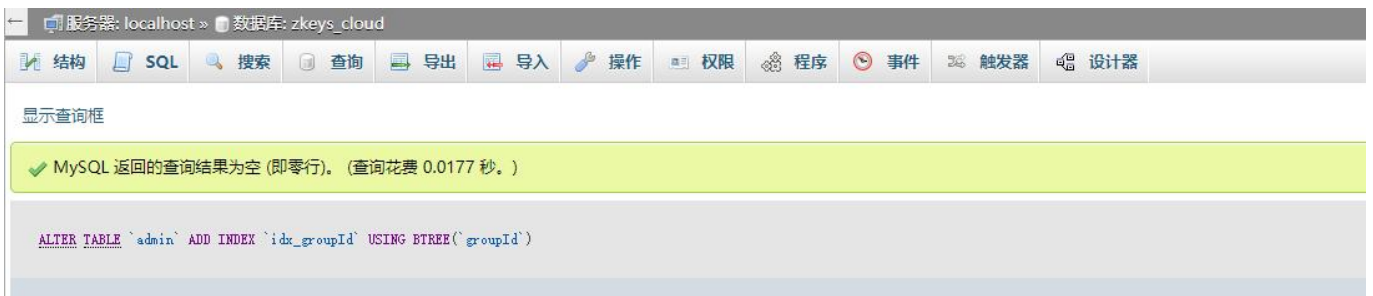 ← 服务器: localhost » 数据库: zkeys_cloud
结构 SQL 搜索 查询 导出 导入 操作 权限 程序 事件 触发器 设计器
显示查询框
MySQL 返回的查询结果为空 (即零行)。 (查询花费 0.0177 秒。)
ALTER TABLE `admin` ADD INDEX `idx_groupId` USING BTREE(`groupId`)